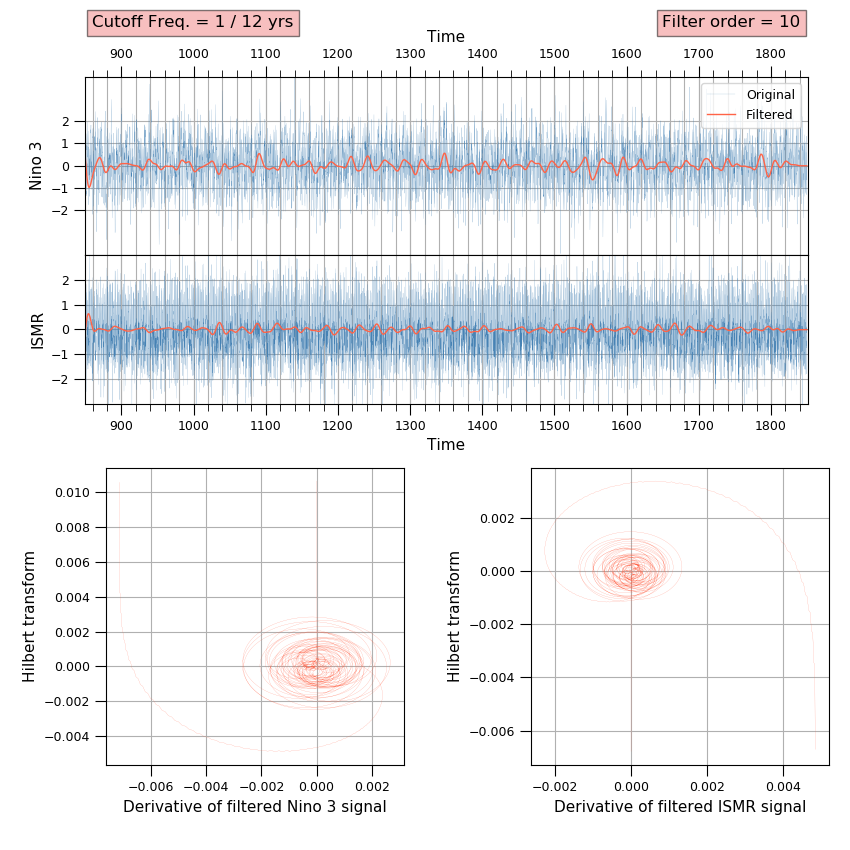 Cutoff Freq. = 1 / 12 yrs
Filter order = 10
Time
900 1000 1100 1200 1300 1400 1500 1600 1700 1800
Original
Filtered
Nino 3
2
1
0
−1
−2
ISMR
2
1
0
−1
−2
900 1000 1100 1200 1300 1400 1500 1600 1700 1800
Time
Hilbert transform
0.010
0.008
0.006
0.004
0.002
0.000
−0.002
−0.004
−0.006 −0.004 −0.002 0.000 0.002
Derivative of filtered Nino 3 signal
Hilbert transform
0.002
0.000
−0.002
−0.004
−0.006
−0.002 0.000 0.002 0.004
Derivative of filtered ISMR signal